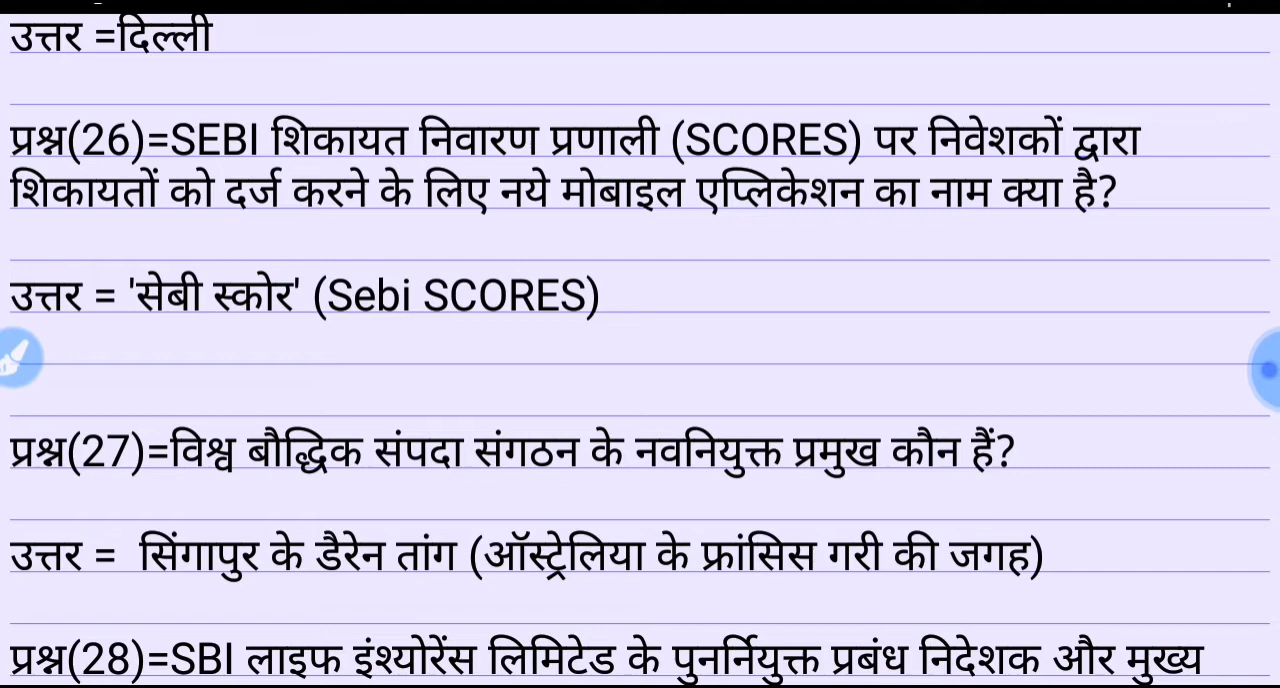 उत्तर =दिल्ली
प्रश्न(26)=SEBI शिकायत निवारण प्रणाली (SCORES) पर निवेशकों द्वारा
शिकायतों को दर्ज करने के लिए नये मोबाइल एप्लिकेशन का नाम क्या है?
उत्तर = 'सेबी स्कोर' (Sebi SCORES)
प्रश्न(27)=विश्व बौद्धिक संपदा संगठन के नवनियुक्त प्रमुख कौन हैं?
उत्तर =  सिंगापुर के डैरेन तांग (ऑस्ट्रेलिया के फ्रांसिस गरी की जगह)
प्रश्न(28)=SBI लाइफ इंश्योरेंस लिमिटेड के पुनर्नियुक्त प्रबंध निदेशक और मुख्य